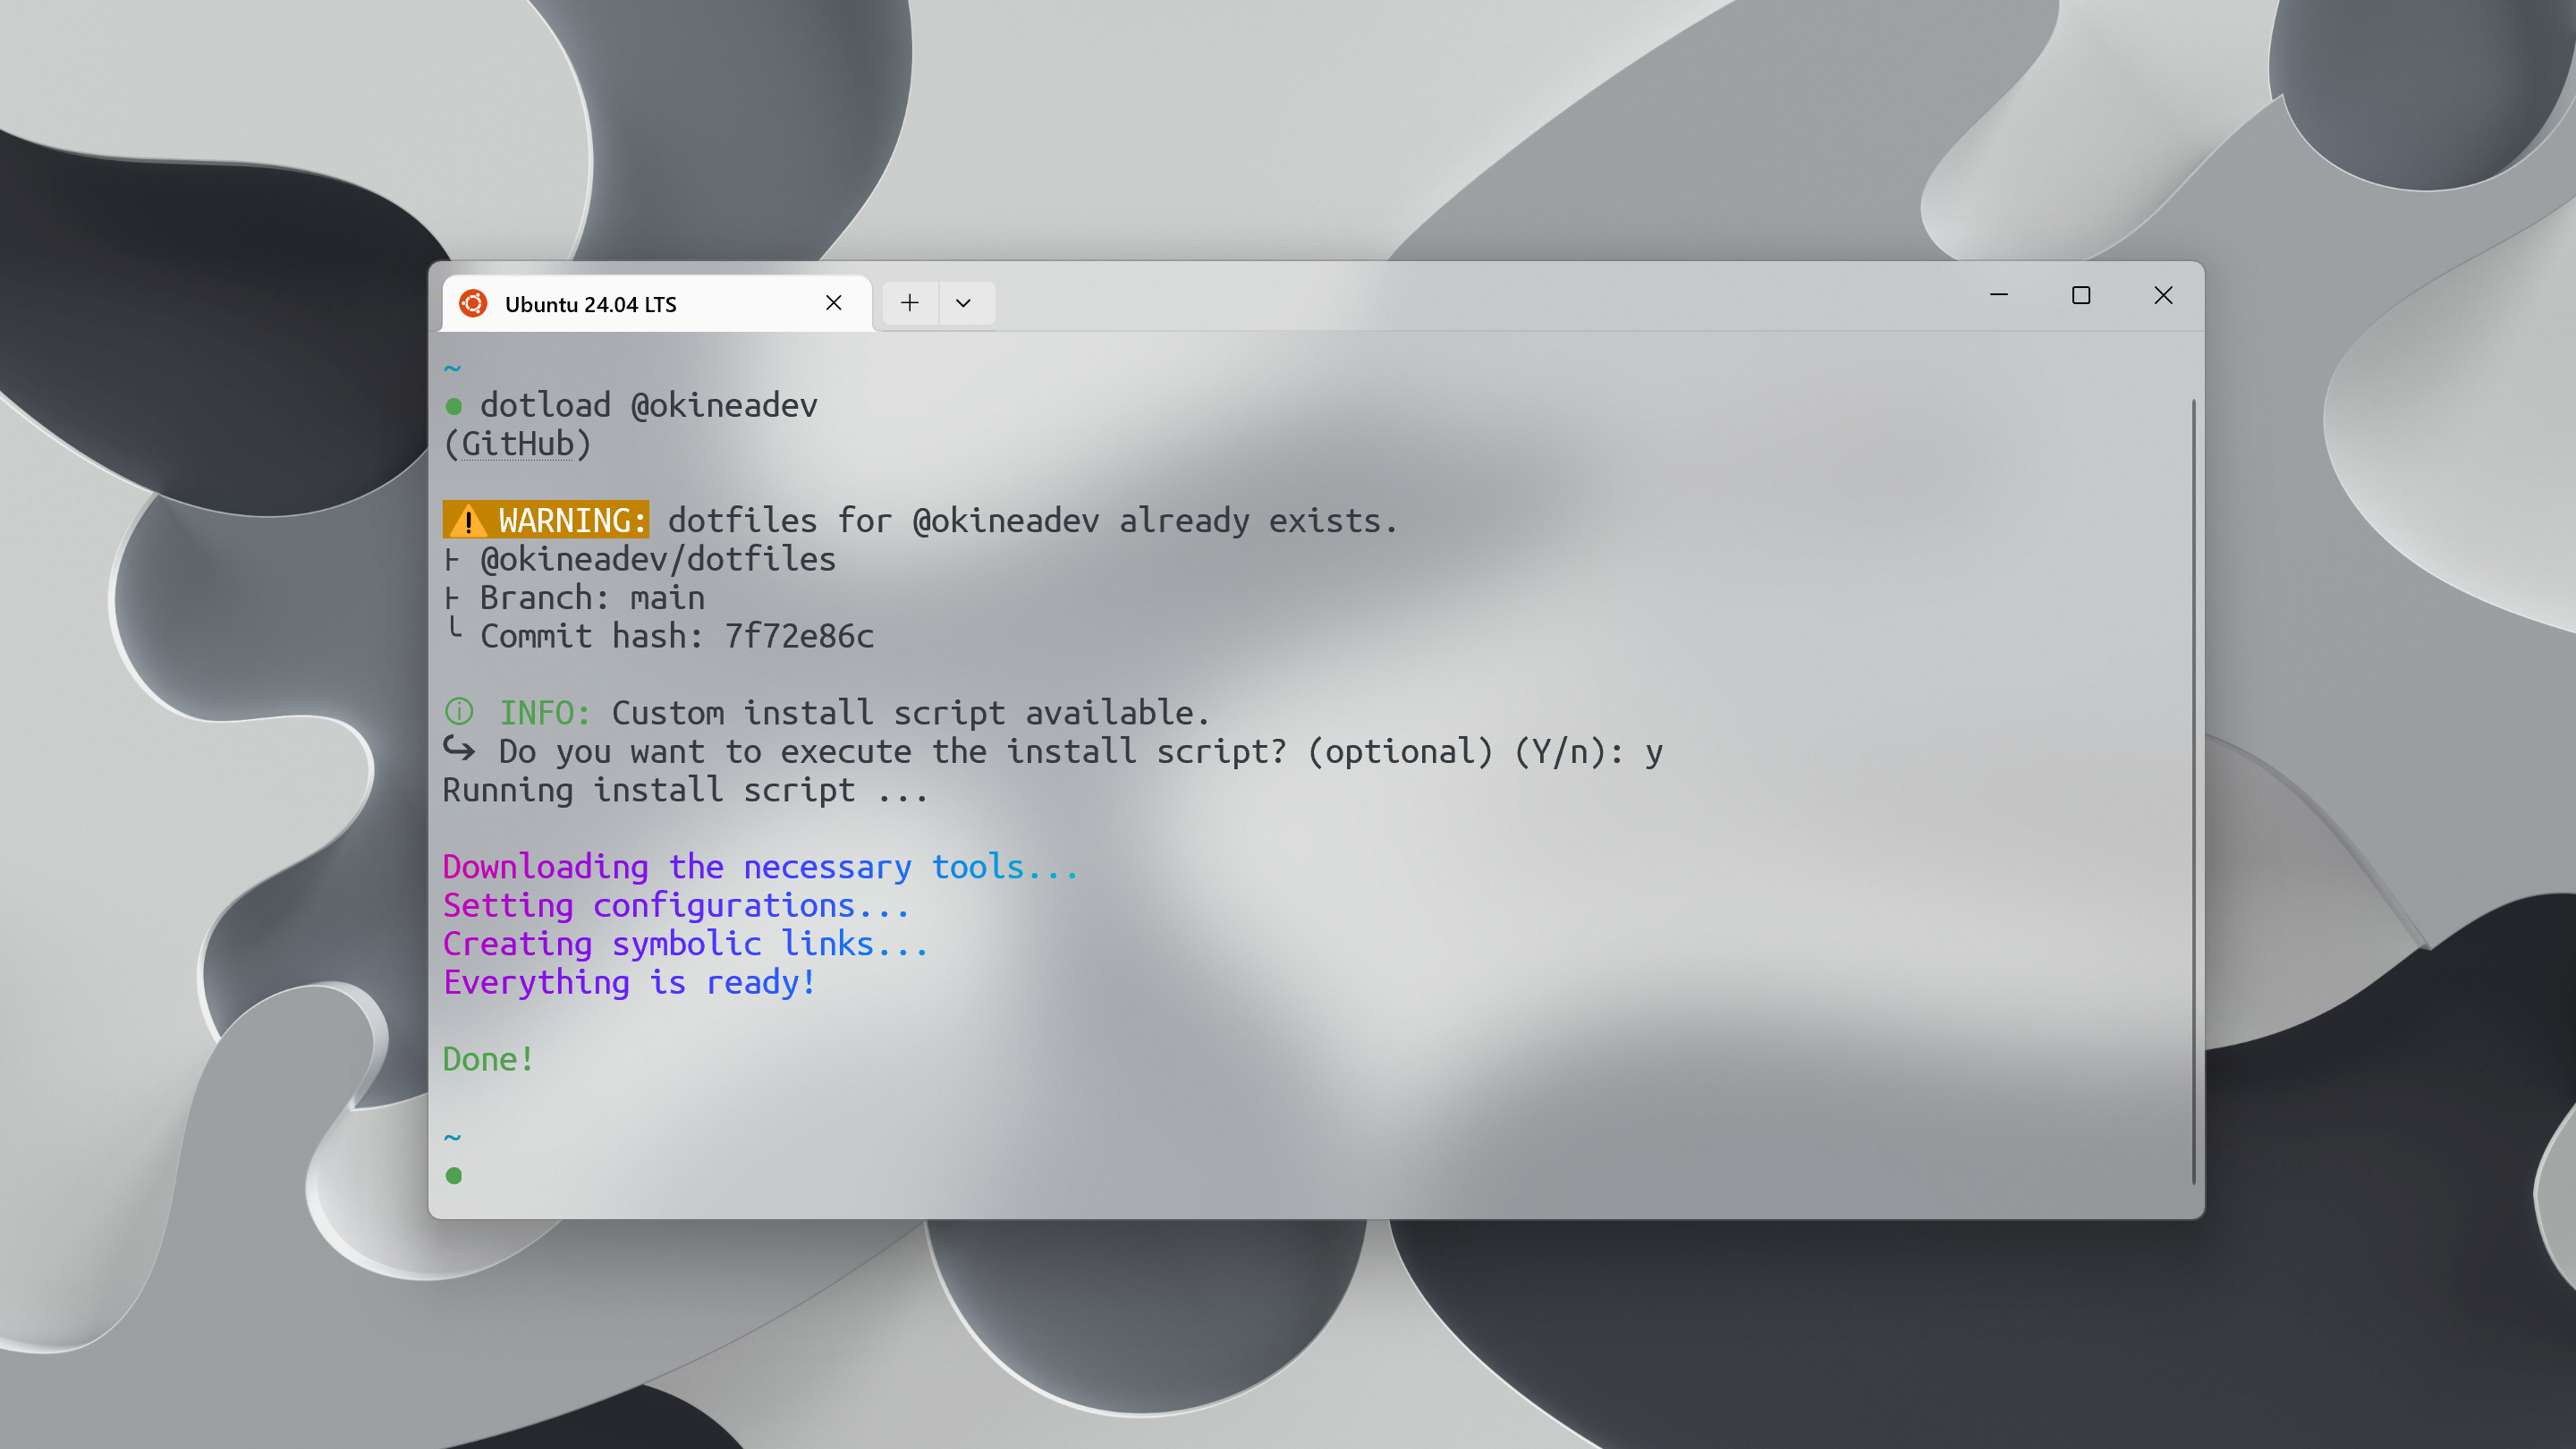 Ubuntu 24.04 LTS
~
● dotload @okineadev
(GitHub)
⚠ WARNING: dotfiles for @okineadev already exists.
⊦ @okineadev/dotfiles
⊦ Branch: main
╰ Commit hash: 7f72e86c
ⓘ INFO: Custom install script available.
↪ Do you want to execute the install script? (optional) (Y/n): y
Running install script ...
Downloading the necessary tools...
Setting configurations...
Creating symbolic links...
Everything is ready!
Done!
~
●